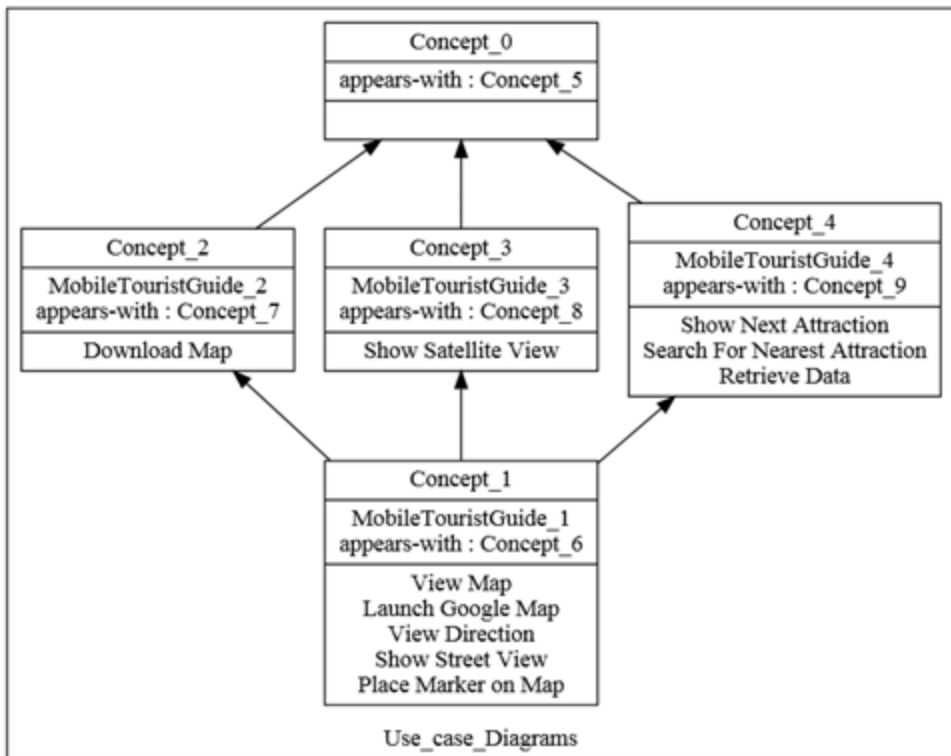 Concept_0
appears-with : Concept_5
Concept_2
MobileTouristGuide_2
appears-with : Concept_7
Download Map
Concept_3
MobileTouristGuide_3
appears-with : Concept_8
Show Satellite View
Concept_4
MobileTouristGuide_4
appears-with : Concept_9
Show Next Attraction
Search For Nearest Attraction
Retrieve Data
Concept_1
MobileTouristGuide_1
appears-with : Concept_6
View Map
Launch Google Map
View Direction
Show Street View
Place Marker on Map
Use_case_Diagrams